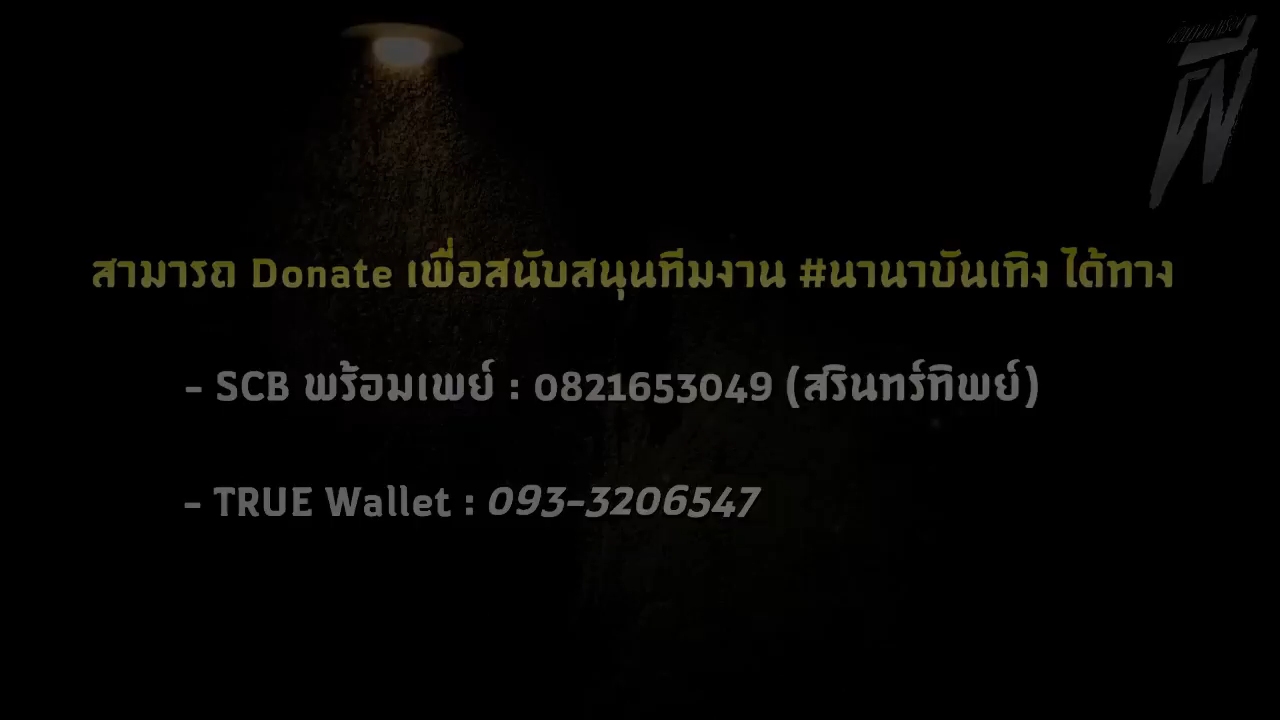 ผี
สามารถ Donate เพื่อสนับสนุนทีมงาน #นานาบันเทิง ได้ทาง
- SCB พร้อมเพย์ : 0821653049 (สรินทร์ทิพย์)
- TRUE Wallet : 093-3206547